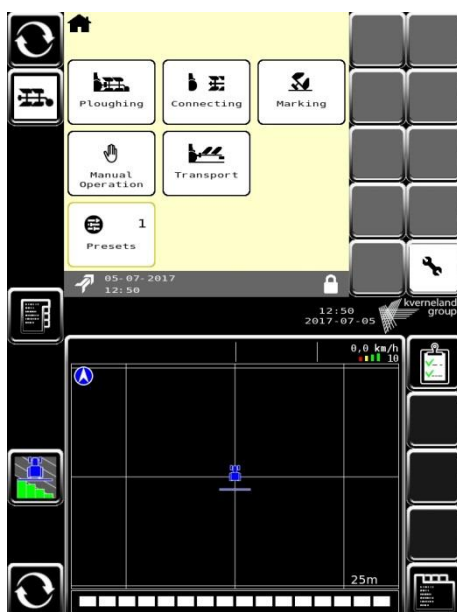 Ploughing
Connecting
Marking
Manual
Operation
Transport
1
Presets
05-07-2017
12:50
12:50
2017-07-05
kverneland
group
0,0 km/h
10
25m